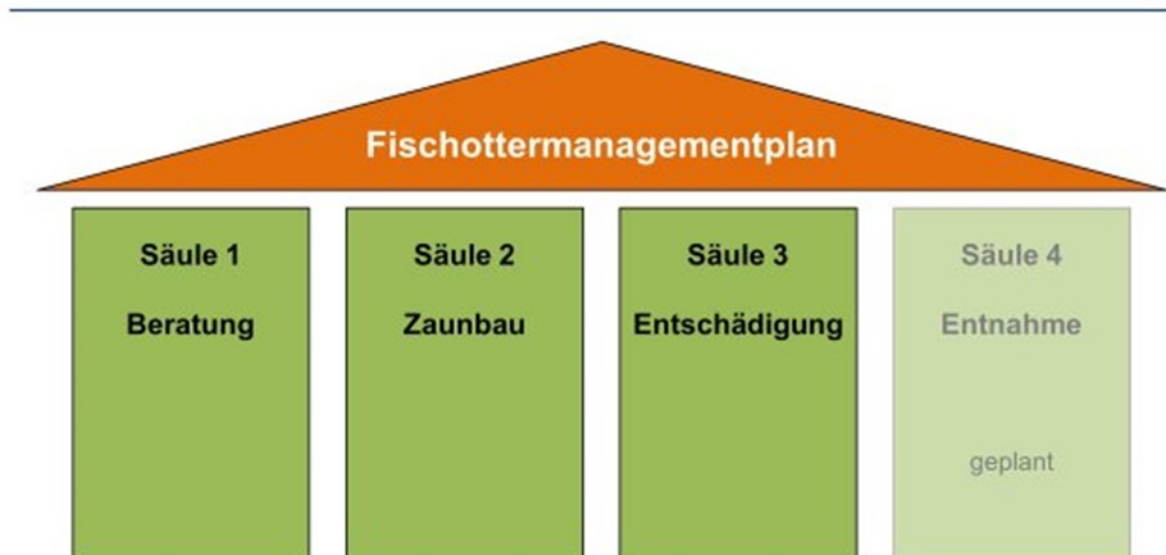 Fischottermanagementplan
Säule 1
Beratung
Säule 2
Zaunbau
Säule 3
Entschädigung
Säule 4
Entnahme
geplant